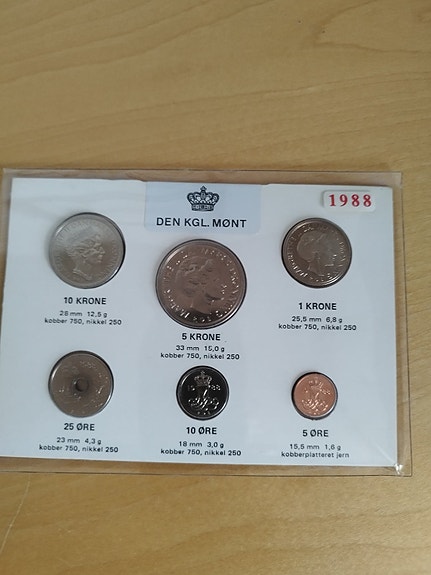 DEN KGL. MØNT
1988
10 KRONE
28 mm 12,5 g
kobber 750, nikkel 250
5 KRONE
33 mm 15,0 g
kobber 750, nikkel 250
1 KRONE
25,5 mm 6,8 g
kobber 750, nikkel 250
25 ØRE
23 mm 4,3 g
kobber 750, nikkel 250
10 ØRE
18 mm 3,0 g
kobber 750, nikkel 250
5 ØRE
15,5 mm 1,6 g
kobberplatteret jern